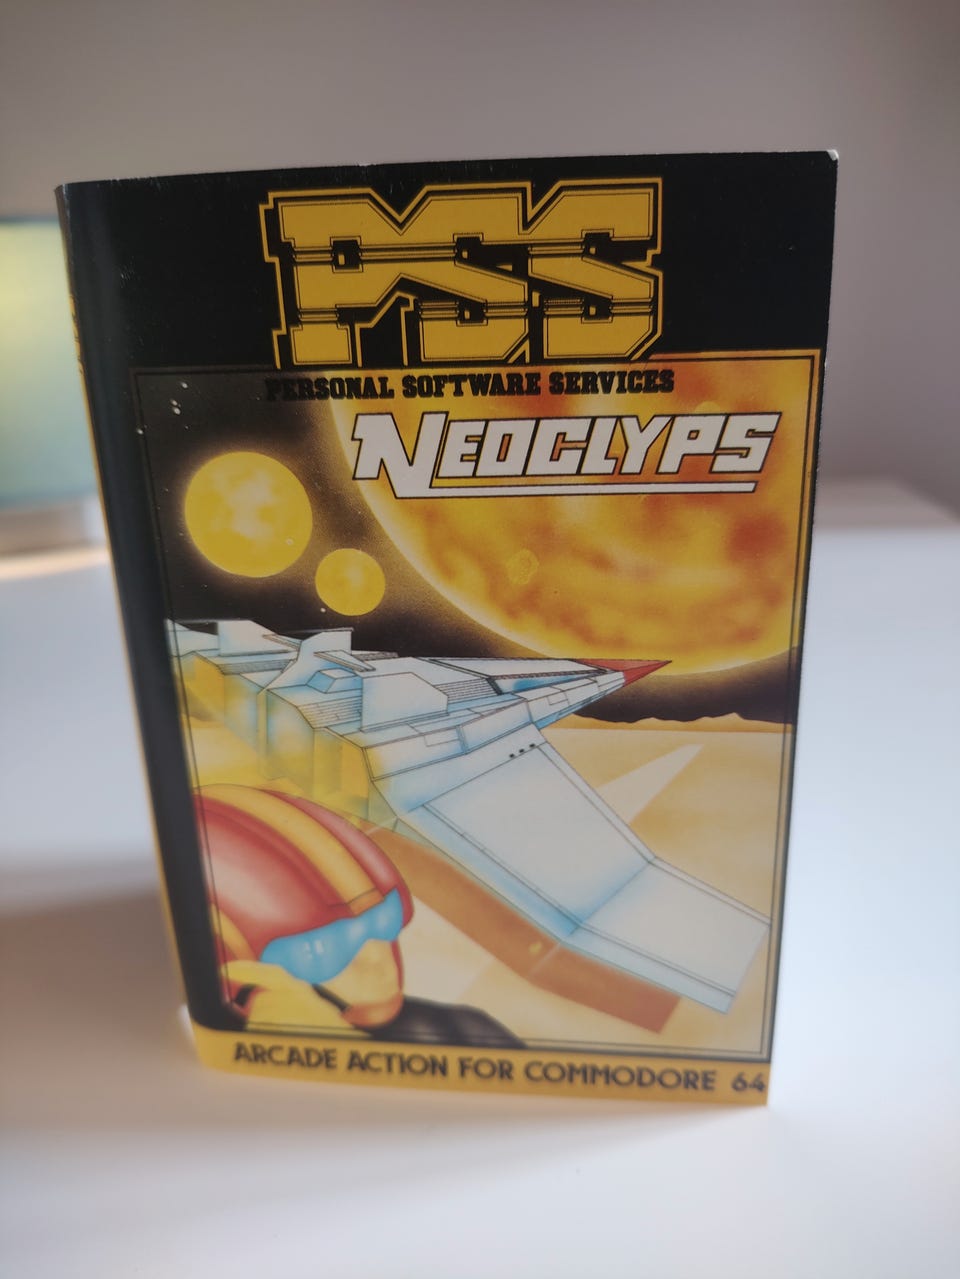 PSS
PERSONAL SOFTWARE SERVICES
NEOCLYPS
ARCADE ACTION FOR COMMODORE 64